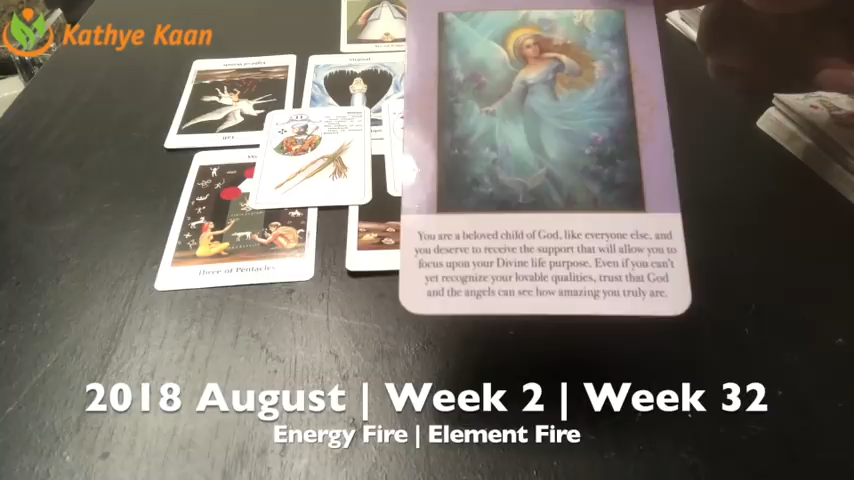 Kathye Kaan
You are a beloved child of God, like everyone else, and
you deserve to receive the support that will allow you to
focus upon your Divine life purpose. Even if you can't
yet recognize your lovable qualities, trust that God
and the angels can see how amazing you truly are.
Three of Pentacles
2018 August | Week 2 | Week 32
Energy Fire | Element Fire